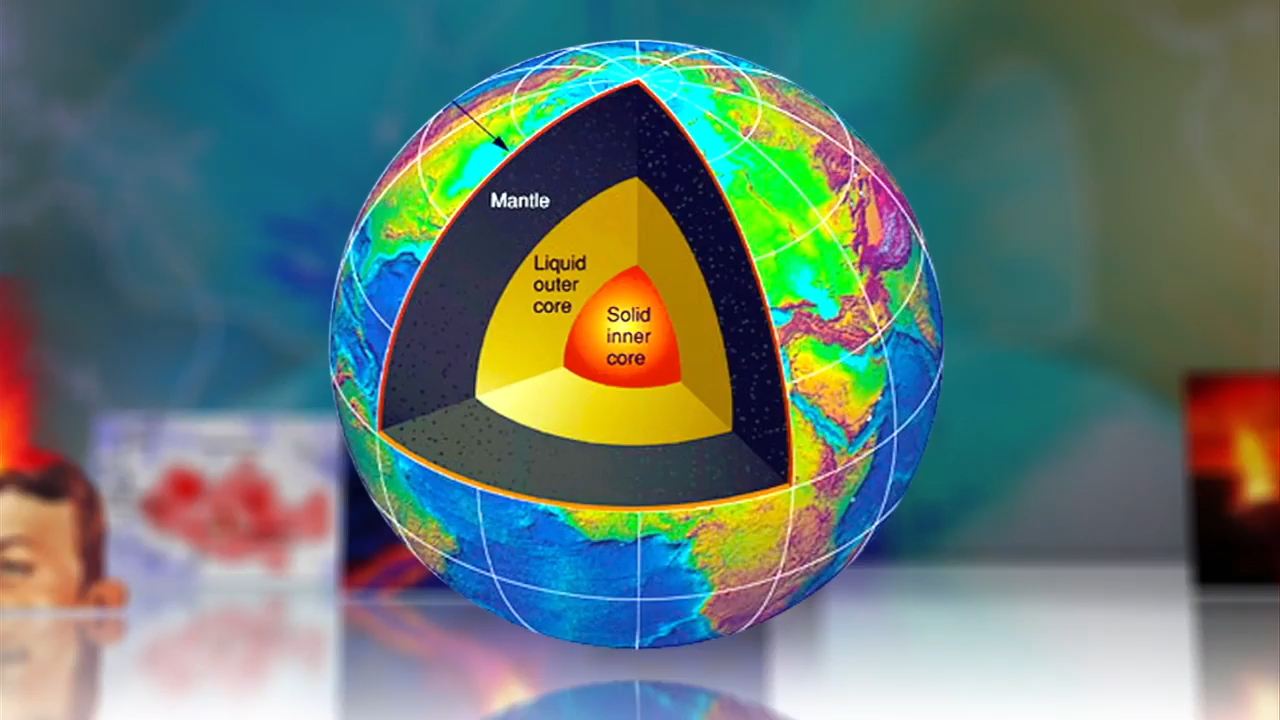 Mantle
Liquid
outer
core
Solid
inner
core